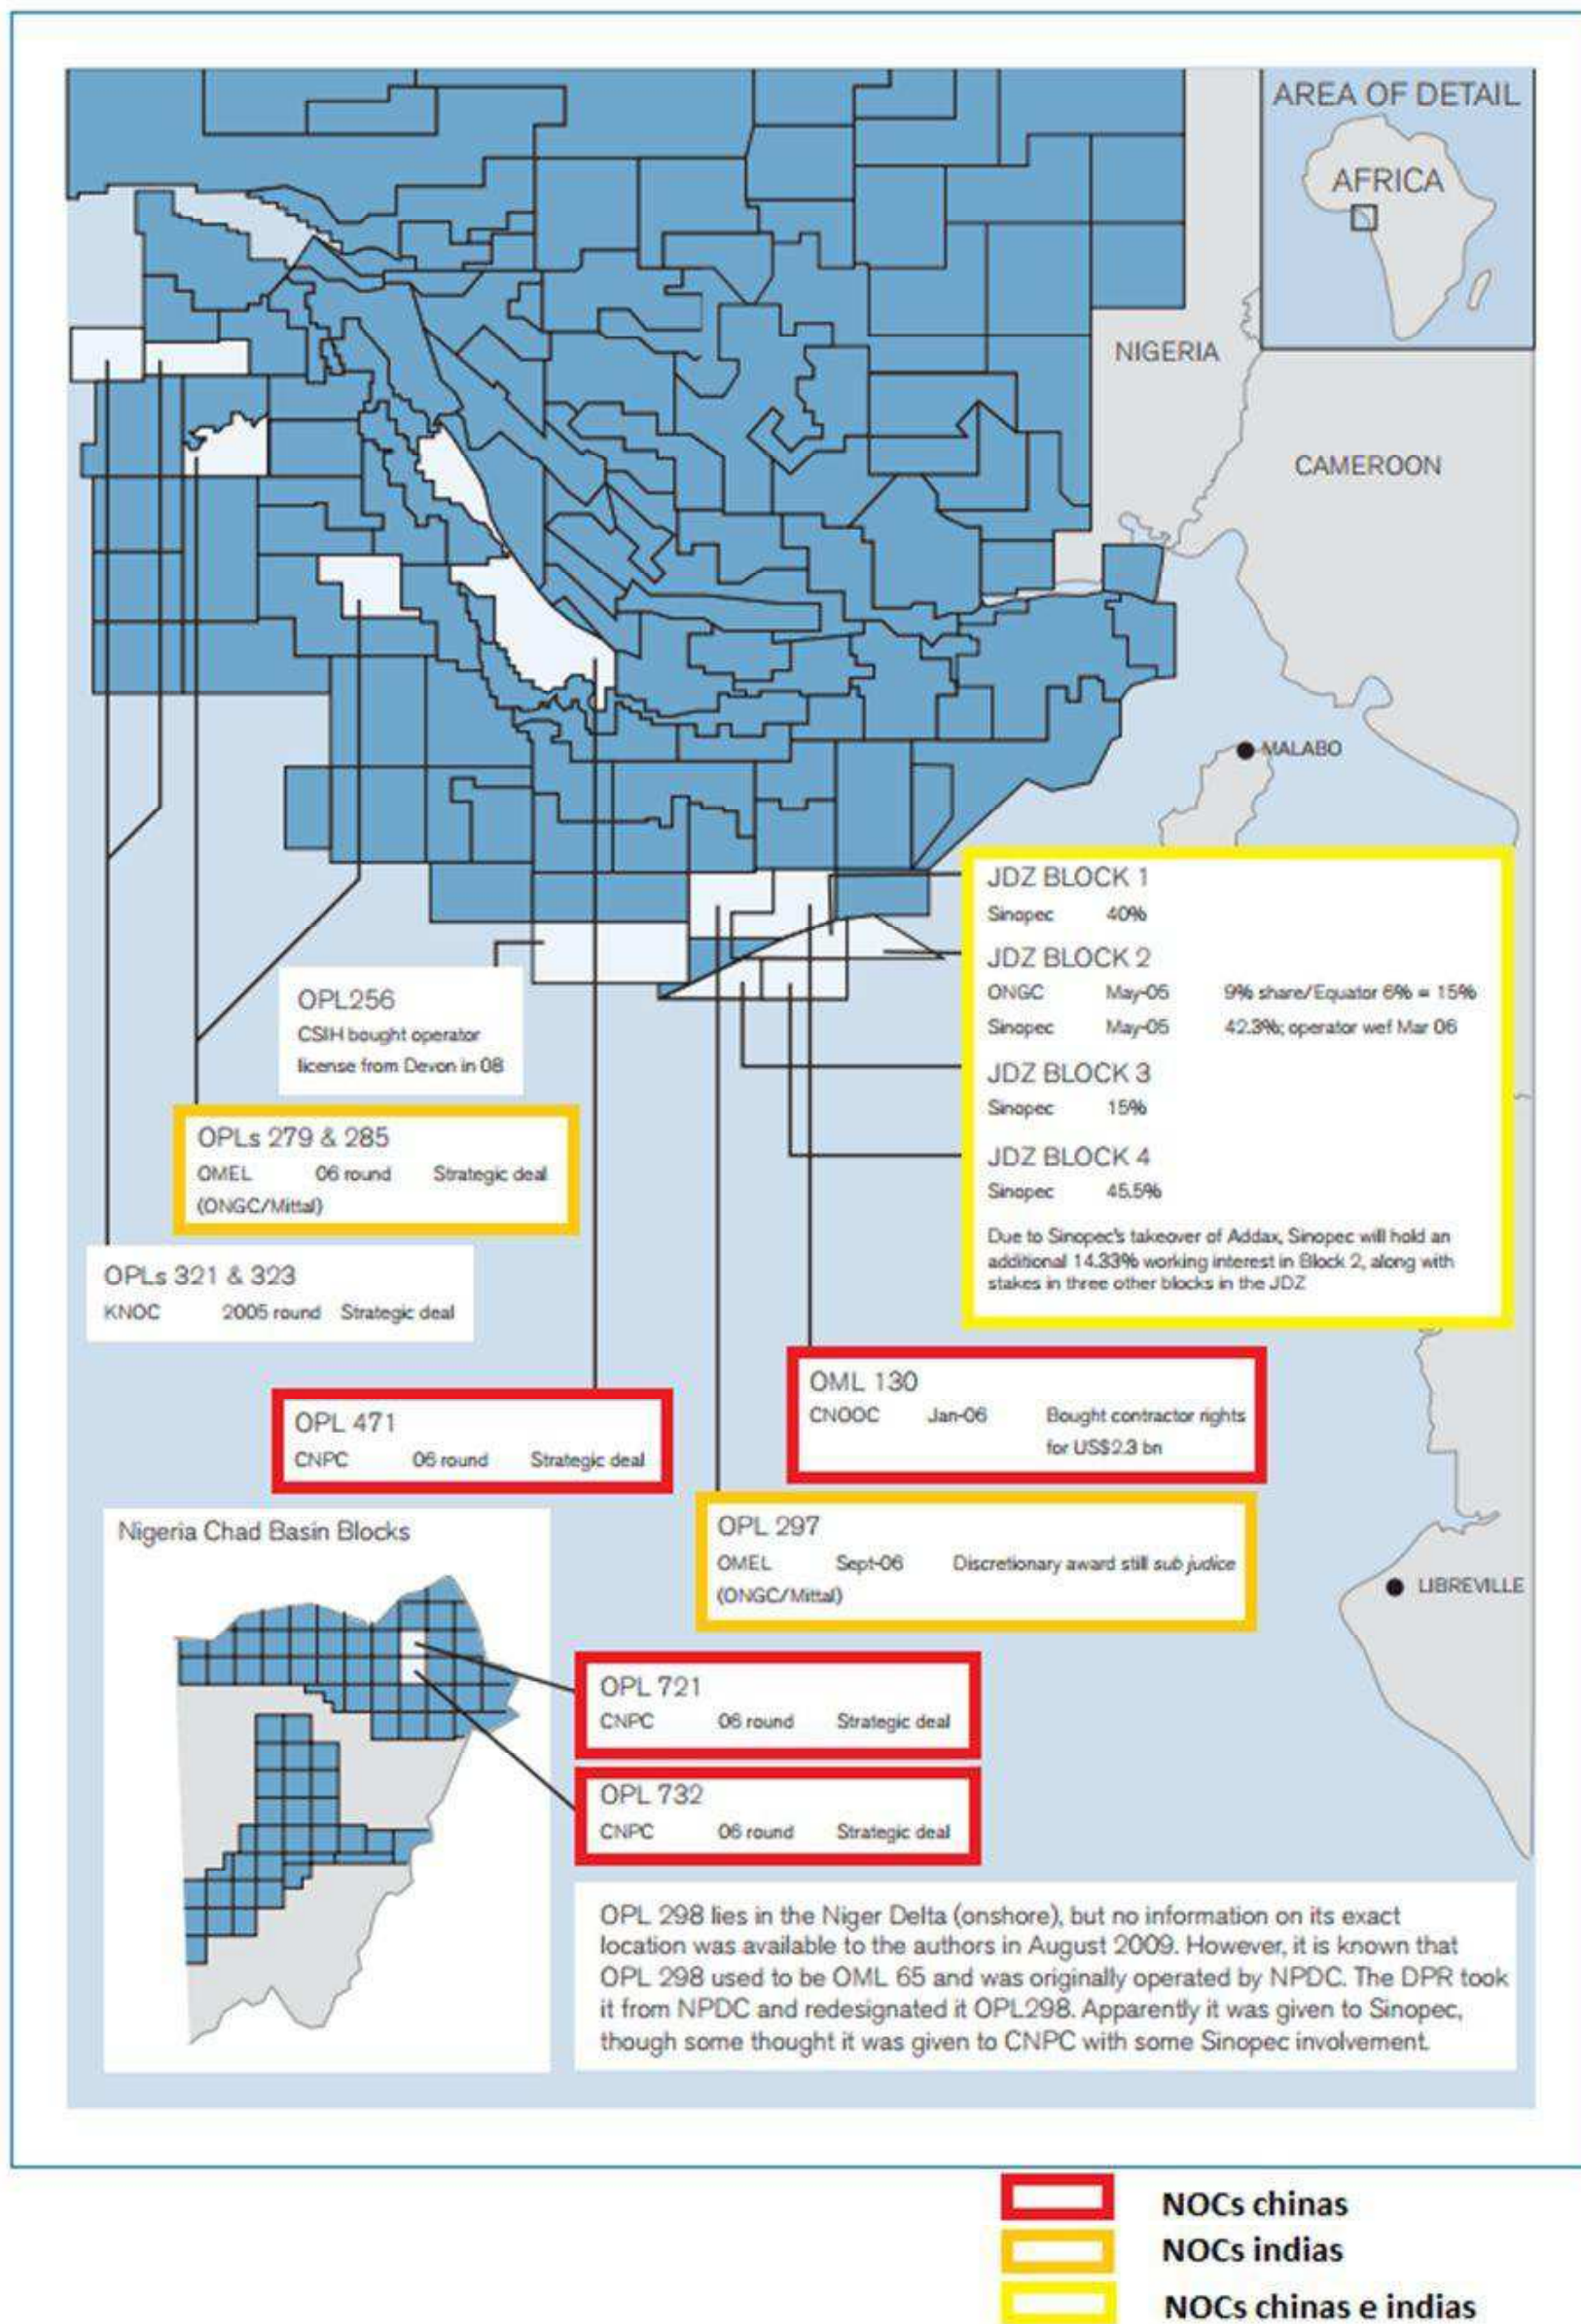 AREA OF DETAIL
AFRICA
NIGERIA
CAMEROON
MALABO
JDZ BLOCK 1
Sinopec 40%
JDZ BLOCK 2
ONGC May-05 9% share/Equator 6% = 15%
Sinopec May-05 42.3%; operator wef Mar 06
JDZ BLOCK 3
Sinopec 15%
JDZ BLOCK 4
Sinopec 45.5%
Due to Sinopec's takeover of Addax, Sinopec will hold an
additional 14.33% working interest in Block 2, along with
stakes in three other blocks in the JDZ
OPL256
CSIH bought operator
license from Devon in 08
OPLs 279 & 285
OMEL 06 round Strategic deal
(ONGC/Mittal)
OPLs 321 & 323
KNOC 2005 round Strategic deal
OML 130
CNOOC Jan-06 Bought contractor rights
for US$2.3 bn
OPL 471
CNPC 06 round Strategic deal
OPL 297
OMEL Sept-06 Discretionary award still sub judice
(ONGC/Mittal)
LIBREVILLE
Nigeria Chad Basin Blocks
OPL 721
CNPC 06 round Strategic deal
OPL 732
CNPC 06 round Strategic deal
OPL 298 lies in the Niger Delta (onshore), but no information on its exact
location was available to the authors in August 2009. However, it is known that
OPL 298 used to be OML 65 and was originally operated by NPDC. The DPR took
it from NPDC and redesignated it OPL298. Apparently it was given to Sinopec,
though some thought it was given to CNPC with some Sinopec involvement.
NOCs chinas
NOCs indias
NOCs chinas e indias